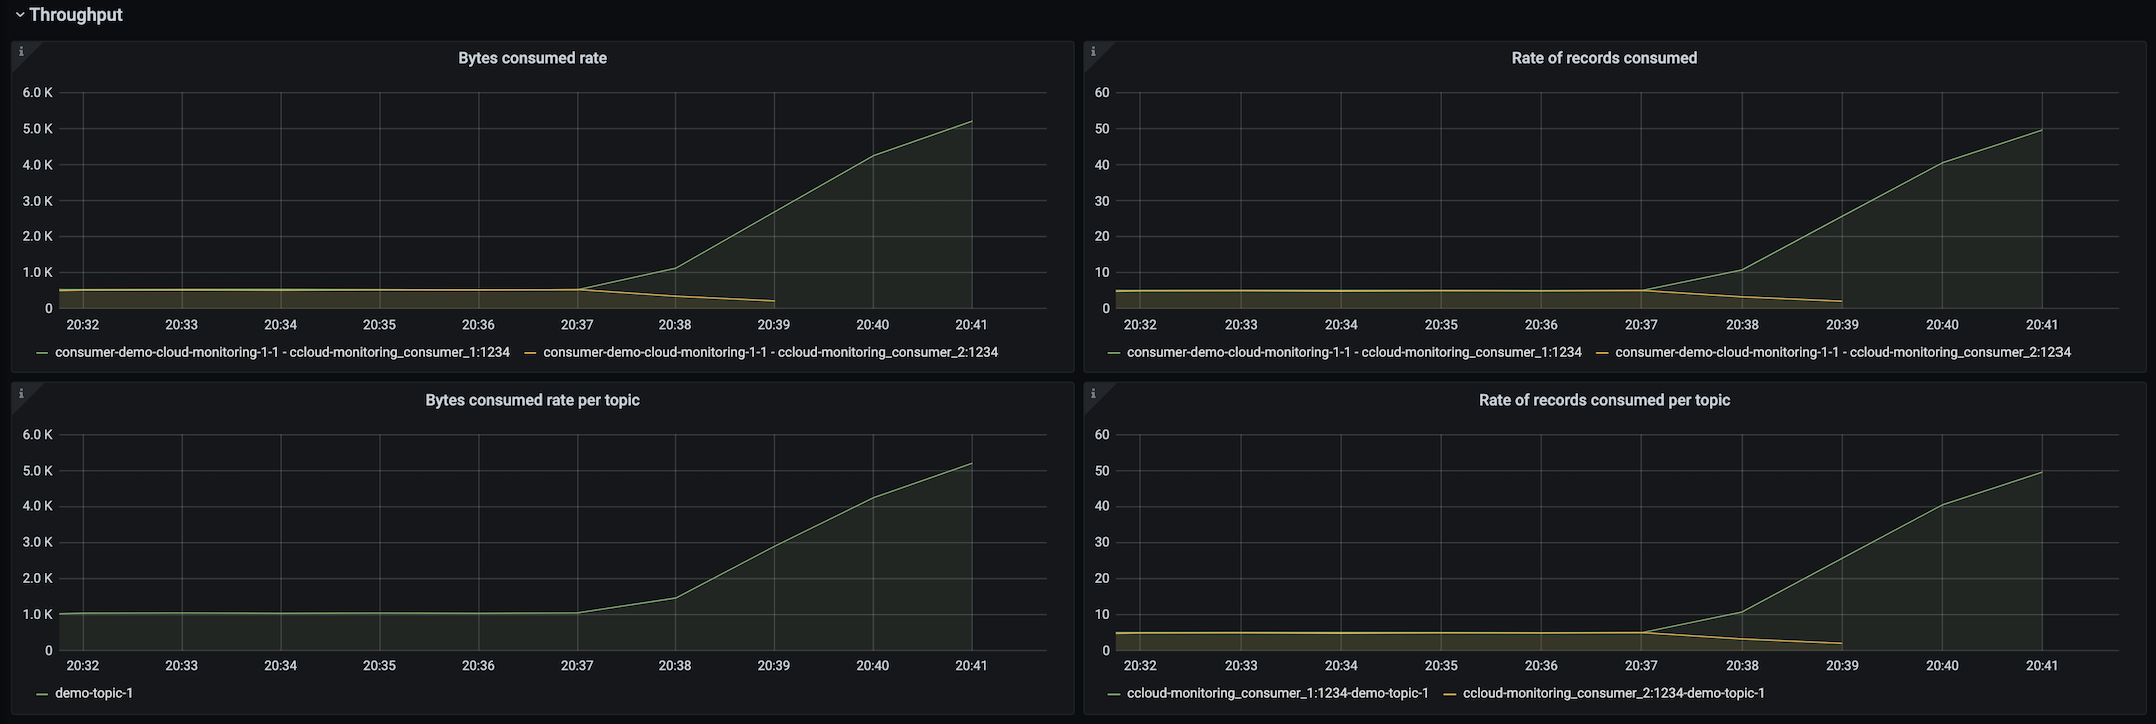 Throughput
Bytes consumed rate
6.0 K
5.0 K
4.0 K
3.0 K
2.0 K
1.0 K
0
20:32 20:33 20:34 20:35 20:36 20:37 20:38 20:39 20:40 20:41
consumer-demo-cloud-monitoring-1-1 - ccloud-monitoring_consumer_1:1234 consumer-demo-cloud-monitoring-1-1 - ccloud-monitoring_consumer_2:1234
Rate of records consumed
60
50
40
30
20
10
0
20:32 20:33 20:34 20:35 20:36 20:37 20:38 20:39 20:40 20:41
consumer-demo-cloud-monitoring-1-1 - ccloud-monitoring_consumer_1:1234 consumer-demo-cloud-monitoring-1-1 - ccloud-monitoring_consumer_2:1234
Bytes consumed rate per topic
6.0 K
5.0 K
4.0 K
3.0 K
2.0 K
1.0 K
0
20:32 20:33 20:34 20:35 20:36 20:37 20:38 20:39 20:40 20:41
demo-topic-1
Rate of records consumed per topic
60
50
40
30
20
10
0
20:32 20:33 20:34 20:35 20:36 20:37 20:38 20:39 20:40 20:41
ccloud-monitoring_consumer_1:1234-demo-topic-1 ccloud-monitoring_consumer_2:1234-demo-topic-1